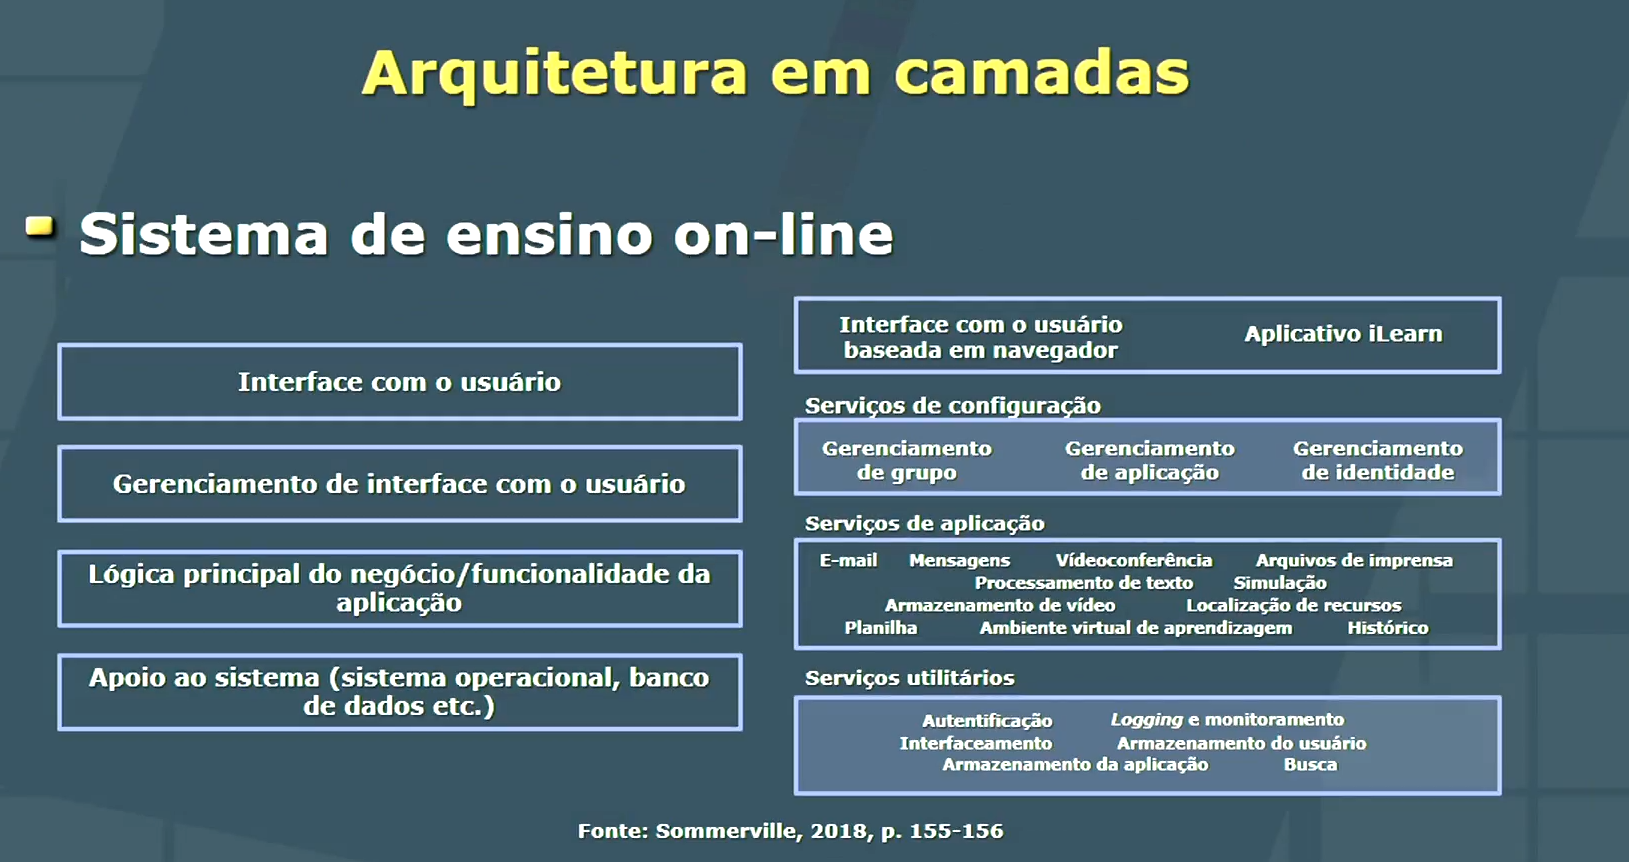 Arquitetura em camadas
Sistema de ensino on-line
Interface com o usuário
Gerenciamento de interface com o usuário
Lógica principal do negócio/funcionalidade da
aplicação
Apoio ao sistema (sistema operacional, banco
de dados etc.)
Interface com o usuário
baseada em navegador
Aplicativo iLearn
Serviços de configuração
Gerenciamento
de grupo
Gerenciamento
de aplicação
Gerenciamento
de identidade
Serviços de aplicação
E-mail Mensagens Vídeoconferência Arquivos de imprensa
Processamento de texto Simulação
Armazenamento de vídeo Localização de recursos
Planilha Ambiente virtual de aprendizagem Histórico
Serviços utilitários
Autentificação Logging e monitoramento
Interfaceamento Armazenamento do usuário
Armazenamento da aplicação Busca
Fonte: Sommerville, 2018, p. 155-156